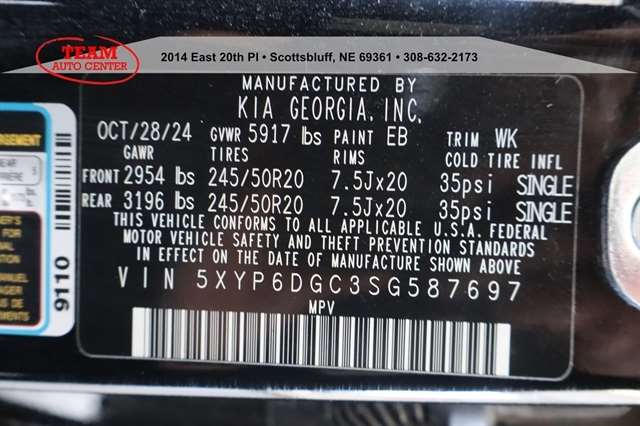 TEAM
AUTO CENTER
2014 East 20th Pl • Scottsbluff, NE 69361 • 308-632-2173
MANUFACTURED BY
KIA GEORGIA, INC,
OCT/28/24 GVWR 5917 lbs PAINT EB TRIM WK
GAWR TIRES RIMS COLD TIRE INFL
FRONT 2954 lbs 245/50R20 7.5Jx20 35psi SINGLE
REAR 3196 lbs 245/50R20 7.5Jx20 35psi SINGLE
THIS VEHICLE CONFORMS TO ALL APPLICABLE U.S.A. FEDERAL
MOTOR VEHICLE SAFETY AND THEFT PREVENTION STANDARDS
IN EFFECT ON THE DATE OF MANUFACTURE SHOWN ABOVE
VIN 5XYP6DGC3SG587697
MPV
9110